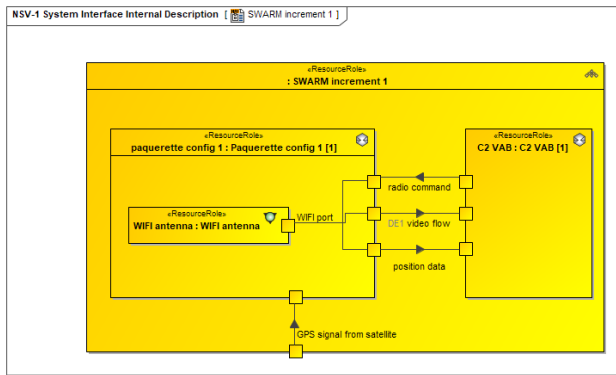 NSV-1 System Interface Internal Description [ SWARM increment 1 ]
«ResourceRole»
: SWARM increment 1
«ResourceRole»
paquerette config 1 : Paquerette config 1 [1]
«ResourceRole»
C2 VAB : C2 VAB [1]
radio command
«ResourceRole»
WIFI antenna : WIFI antenna
WIFI port
DE1 video flow
position data
GPS signal from satellite